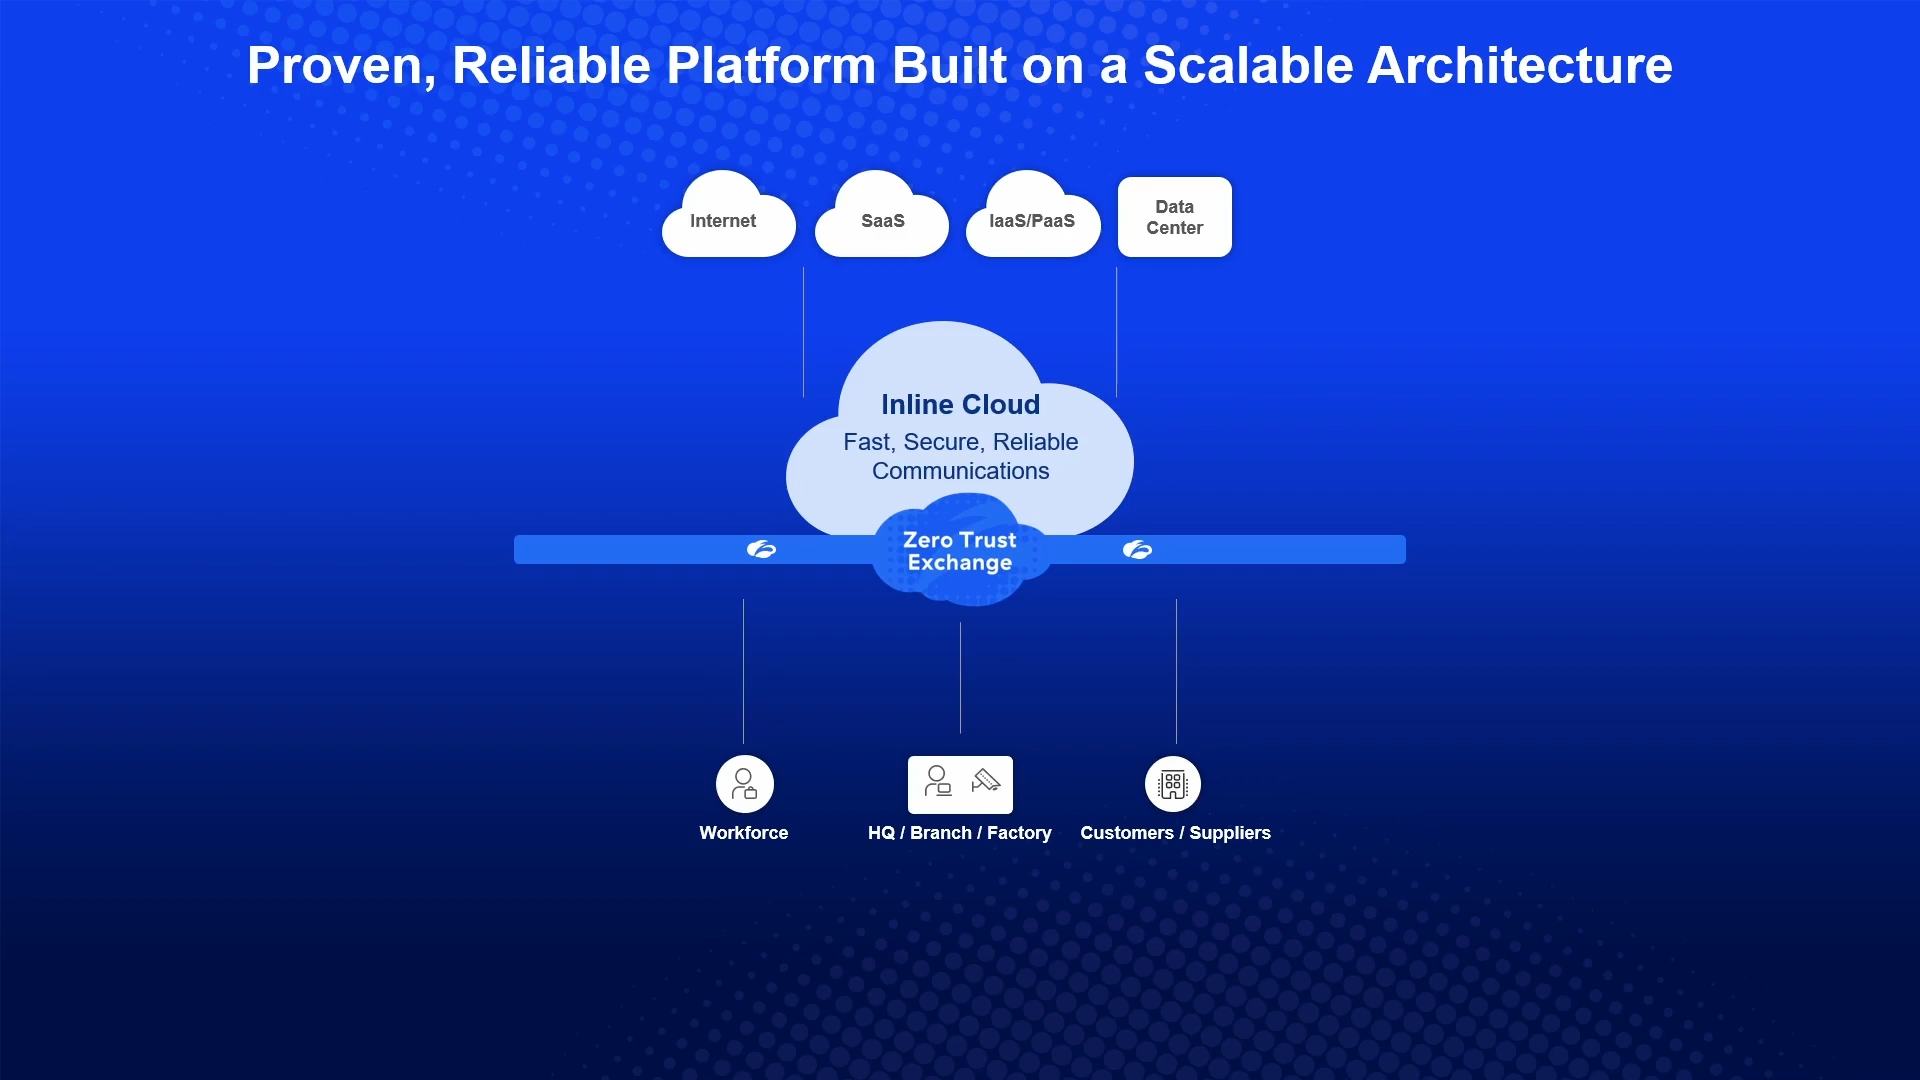 Proven, Reliable Platform Built on a Scalable Architecture
Internet
SaaS
IaaS/PaaS
Data
Center
Inline Cloud
Fast, Secure, Reliable
Communications
Zero Trust
Exchange
Workforce
HQ / Branch / Factory
Customers / Suppliers